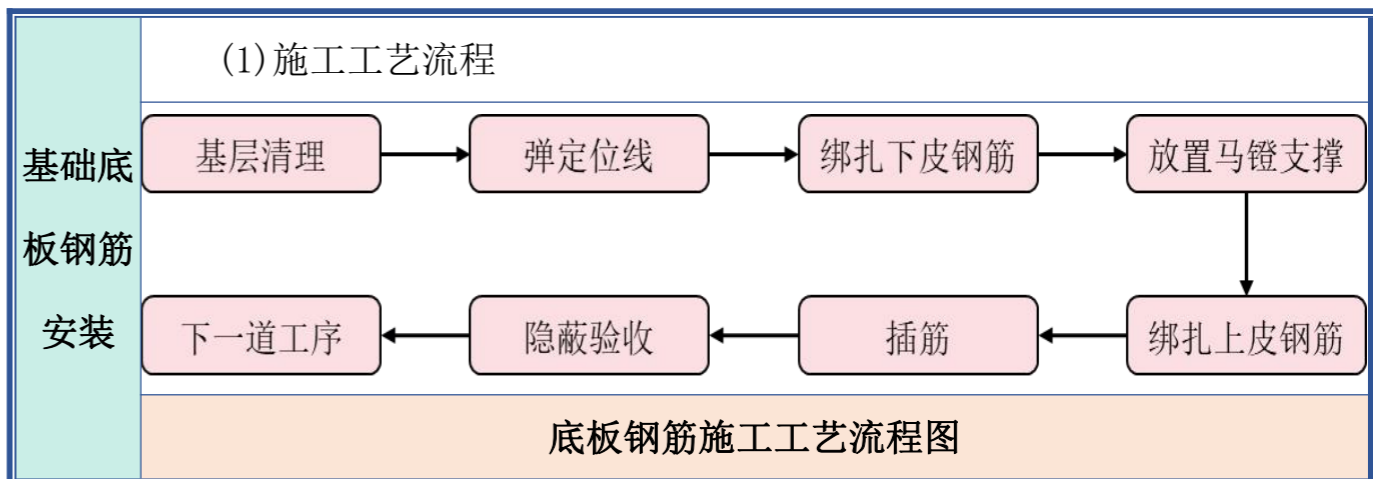 (1)施工工艺流程
基础底
板钢筋
安装
基层清理
弹定位线
绑扎下皮钢筋
放置马镫支撑
绑扎上皮钢筋
插筋
隐蔽验收
下一道工序
底板钢筋施工工艺流程图